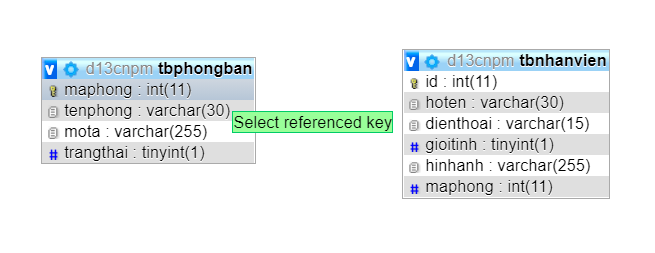 v d13cnpm tbphongban
maphong : int(11)
tenphong : varchar(30)
mota : varchar(255)
# trangthai : tinyint(1)
Select referenced key
v d13cnpm tbnhanvien
id : int(11)
hoten : varchar(30)
dienthoai : varchar(15)
# gioitinh : tinyint(1)
hinhanh : varchar(255)
# maphong : int(11)